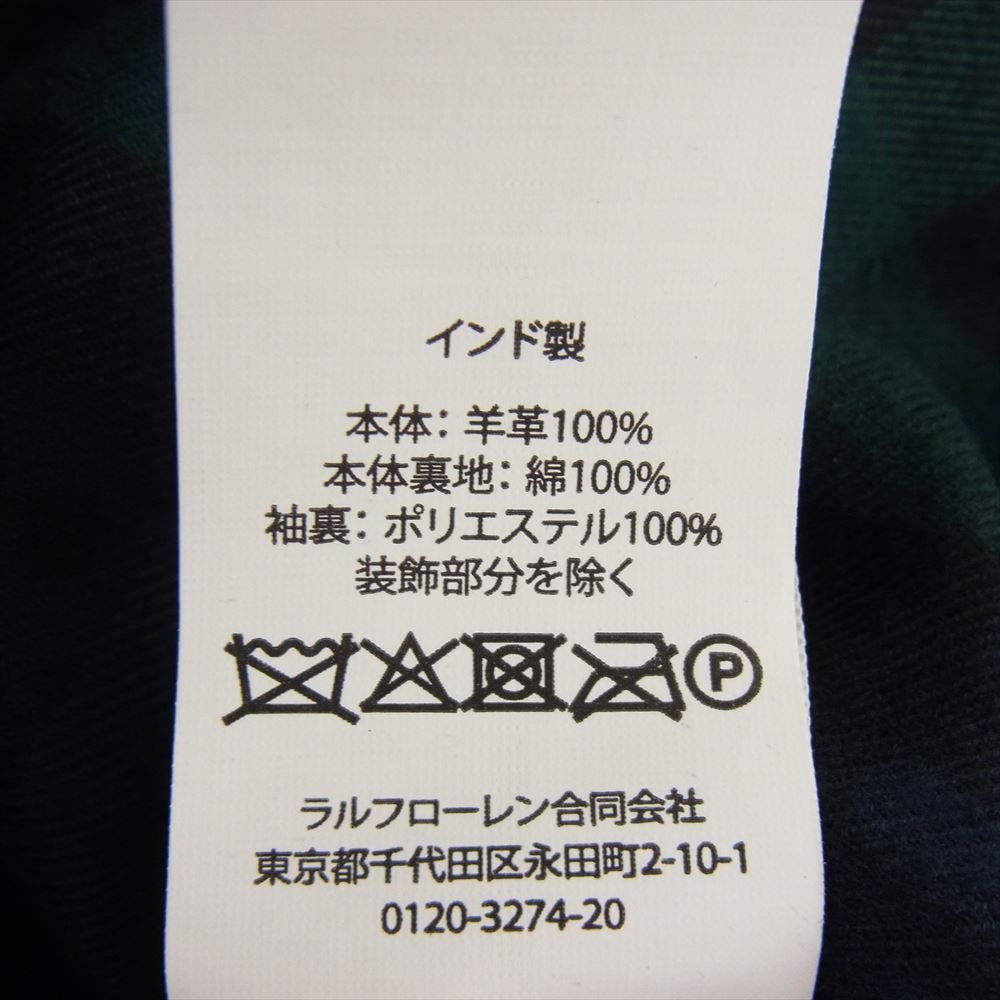 インド製
本体: 羊革100%
本体裏地: 綿100%
袖裏: ポリエステル100%
装飾部分を除く
P
ラルフローレン合同会社
東京都千代田区永田町2-10-1
0120-3274-20